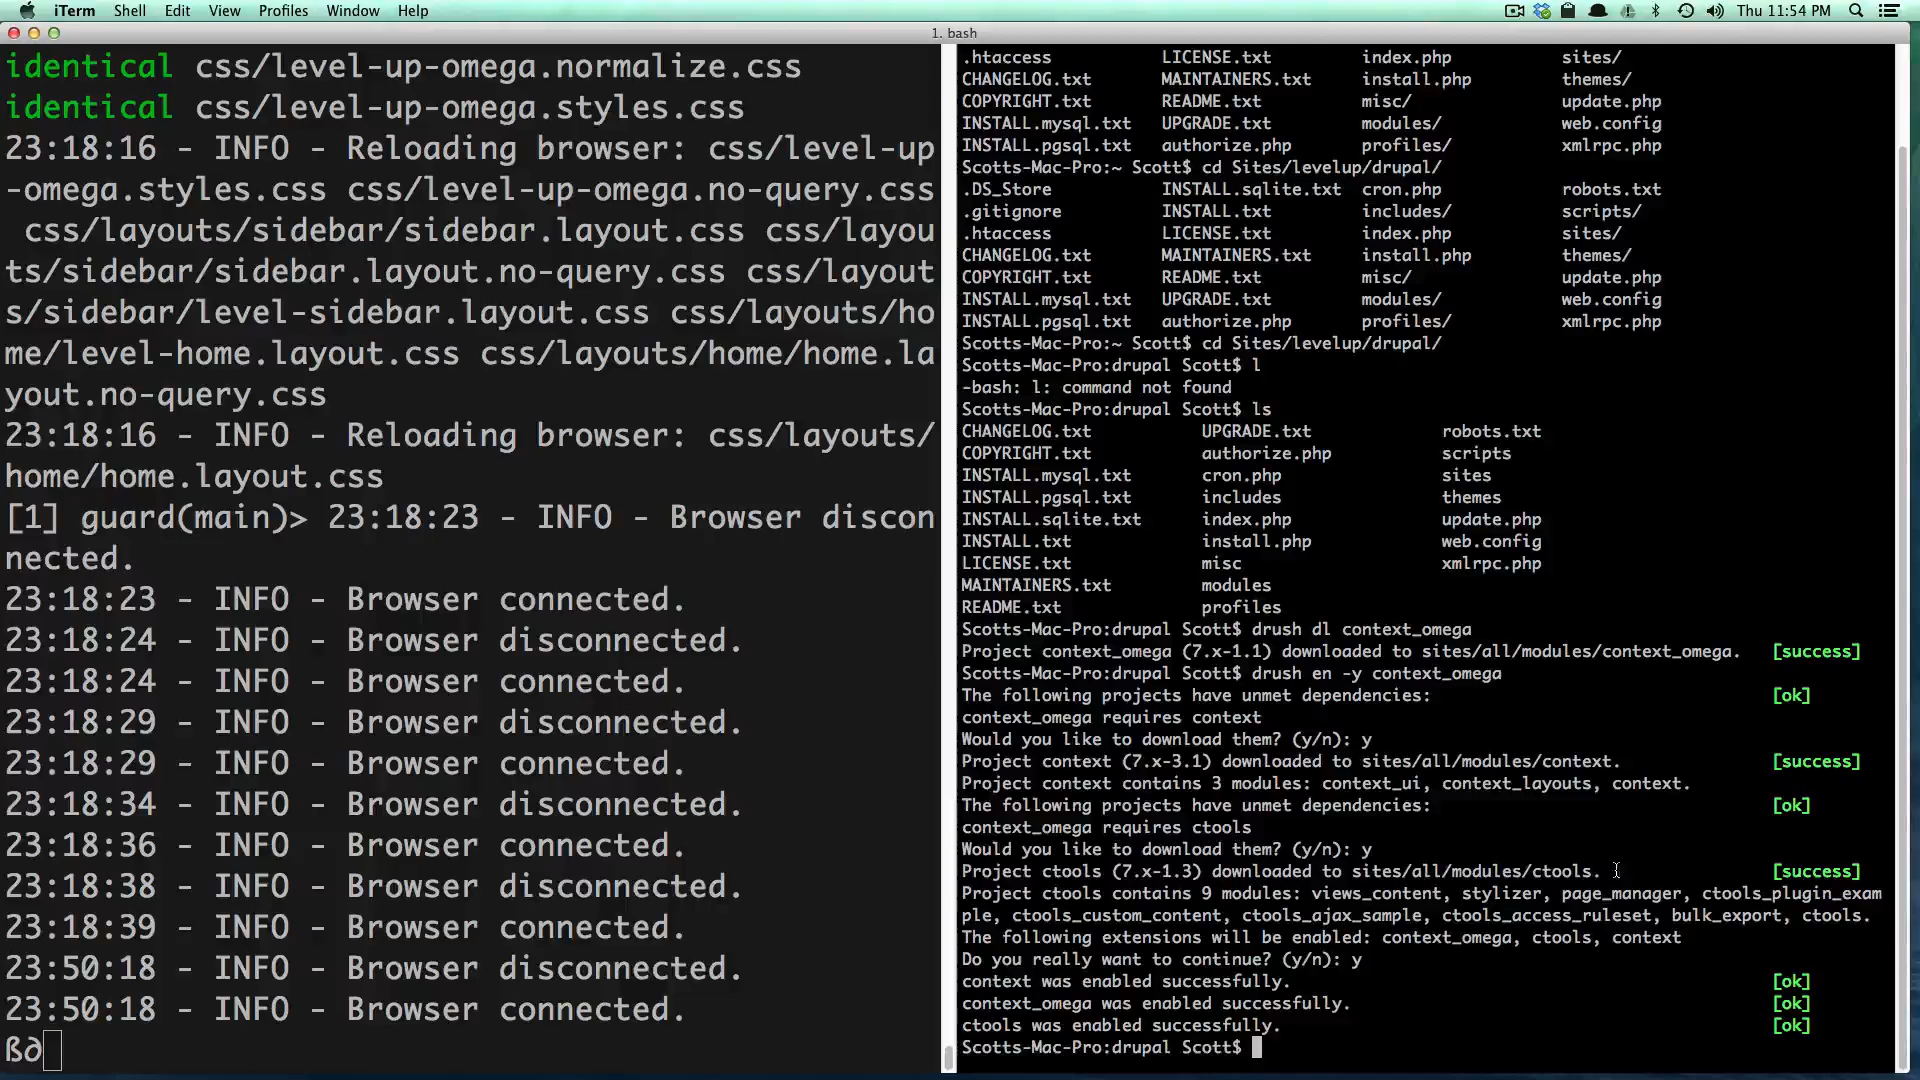 iTerm Shell Edit View Profiles Window Help Thu 11:54 PM
1. bash
identical css/level-up-omega.normalize.css
identical css/level-up-omega.styles.css
23:18:16 - INFO - Reloading browser: css/level-up
-omega.styles.css css/level-up-omega.no-query.css
css/layouts/sidebar/sidebar.layout.css css/layou
ts/sidebar/sidebar.layout.no-query.css css/layout
s/sidebar/level-sidebar.layout.css css/layouts/ho
me/level-home.layout.css css/layouts/home/home.la
yout.no-query.css
23:18:16 - INFO - Reloading browser: css/layouts/
home/home.layout.css
[1] guard(main)> 23:18:23 - INFO - Browser discon
nected.
23:18:23 - INFO - Browser connected.
23:18:24 - INFO - Browser disconnected.
23:18:24 - INFO - Browser connected.
23:18:29 - INFO - Browser disconnected.
23:18:29 - INFO - Browser connected.
23:18:34 - INFO - Browser disconnected.
23:18:36 - INFO - Browser connected.
23:18:38 - INFO - Browser disconnected.
23:18:39 - INFO - Browser connected.
23:50:18 - INFO - Browser disconnected.
23:50:18 - INFO - Browser connected.
ß∂
.htaccess LICENSE.txt index.php sites/
CHANGELOG.txt MAINTAINERS.txt install.php themes/
COPYRIGHT.txt README.txt misc/ update.php
INSTALL.mysql.txt UPGRADE.txt modules/ web.config
INSTALL.pgsql.txt authorize.php profiles/ xmlrpc.php
Scotts-Mac-Pro:~ Scott$ cd Sites/levelup/drupal/
.DS_Store INSTALL.sqlite.txt cron.php robots.txt
.gitignore INSTALL.txt includes/ scripts/
.htaccess LICENSE.txt index.php sites/
CHANGELOG.txt MAINTAINERS.txt install.php themes/
COPYRIGHT.txt README.txt misc/ update.php
INSTALL.mysql.txt UPGRADE.txt modules/ web.config
INSTALL.pgsql.txt authorize.php profiles/ xmlrpc.php
Scotts-Mac-Pro:~ Scott$ cd Sites/levelup/drupal/
Scotts-Mac-Pro:drupal Scott$ l
-bash: l: command not found
Scotts-Mac-Pro:drupal Scott$ ls
CHANGELOG.txt UPGRADE.txt robots.txt
COPYRIGHT.txt authorize.php scripts
INSTALL.mysql.txt cron.php sites
INSTALL.pgsql.txt includes themes
INSTALL.sqlite.txt index.php update.php
INSTALL.txt install.php web.config
LICENSE.txt misc xmlrpc.php
MAINTAINERS.txt modules
README.txt profiles
Scotts-Mac-Pro:drupal Scott$ drush dl context_omega
Project context_omega (7.x-1.1) downloaded to sites/all/modules/context_omega. [success]
Scotts-Mac-Pro:drupal Scott$ drush en -y context_omega
The following projects have unmet dependencies: [ok]
context_omega requires context
Would you like to download them? (y/n): y
Project context (7.x-3.1) downloaded to sites/all/modules/context. [success]
Project context contains 3 modules: context_ui, context_layouts, context.
The following projects have unmet dependencies: [ok]
context_omega requires ctools
Would you like to download them? (y/n): y
Project ctools (7.x-1.3) downloaded to sites/all/modules/ctools. [success]
Project ctools contains 9 modules: views_content, stylizer, page_manager, ctools_plugin_exam
ple, ctools_custom_content, ctools_ajax_sample, ctools_access_ruleset, bulk_export, ctools.
The following extensions will be enabled: context_omega, ctools, context
Do you really want to continue? (y/n): y
context was enabled successfully. [ok]
context_omega was enabled successfully. [ok]
ctools was enabled successfully. [ok]
Scotts-Mac-Pro:drupal Scott$